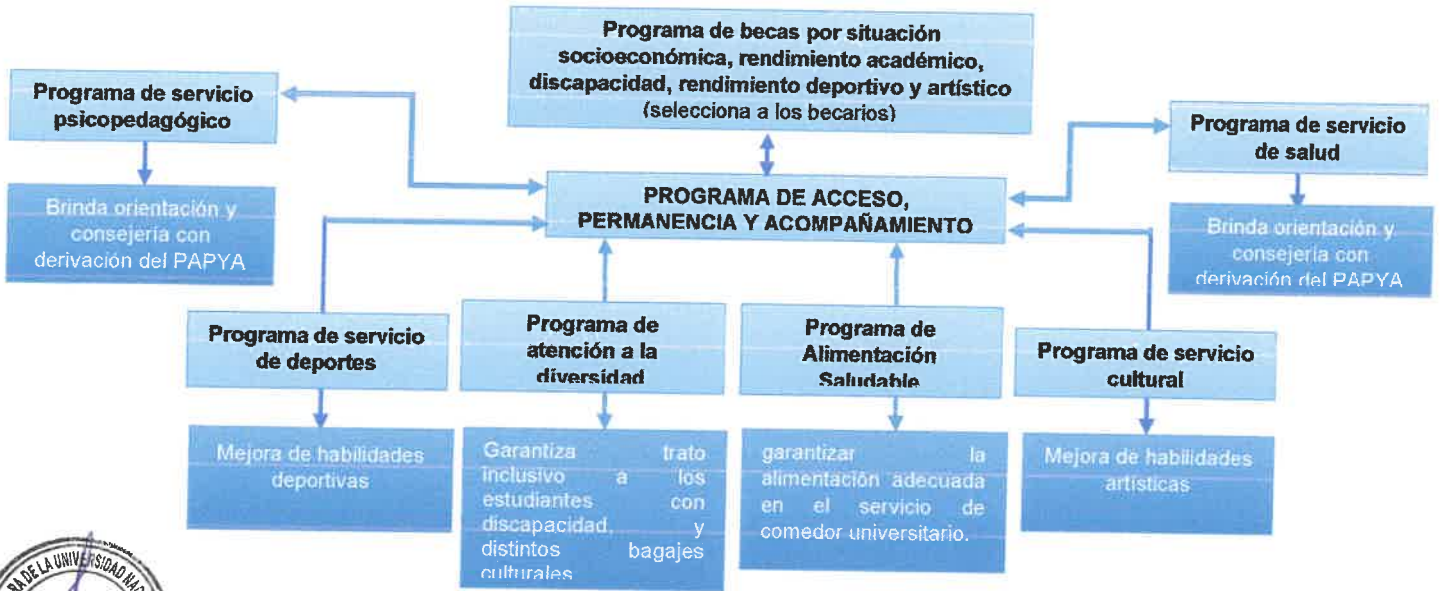 Programa de becas por situación
socioeconómica, rendimiento académico,
discapacidad, rendimiento deportivo y artístico
(selecciona a los becarios)
Programa de servicio
psicopedagógico
Programa de servicio
de salud
PROGRAMA DE ACCESO,
PERMANENCIA Y ACOMPAÑAMIENTO
Brinda orientación y
consejería con
derivación del PAPYA
Brinda orientación y
consejería con
derivación del PAPYA
Programa de servicio
de deportes
Programa de
atención a la
diversidad
Programa de
Alimentación
Saludable
Programa de servicio
cultural
Mejora de habilidades
deportivas
Garantiza trato
inclusivo a los
estudiantes con
discapacidad, y
distintos bagajes
culturales
garantizar la
alimentación adecuada
en el servicio de
comedor universitario.
Mejora de habilidades
artísticas
DE LA UNIVERSIDAD